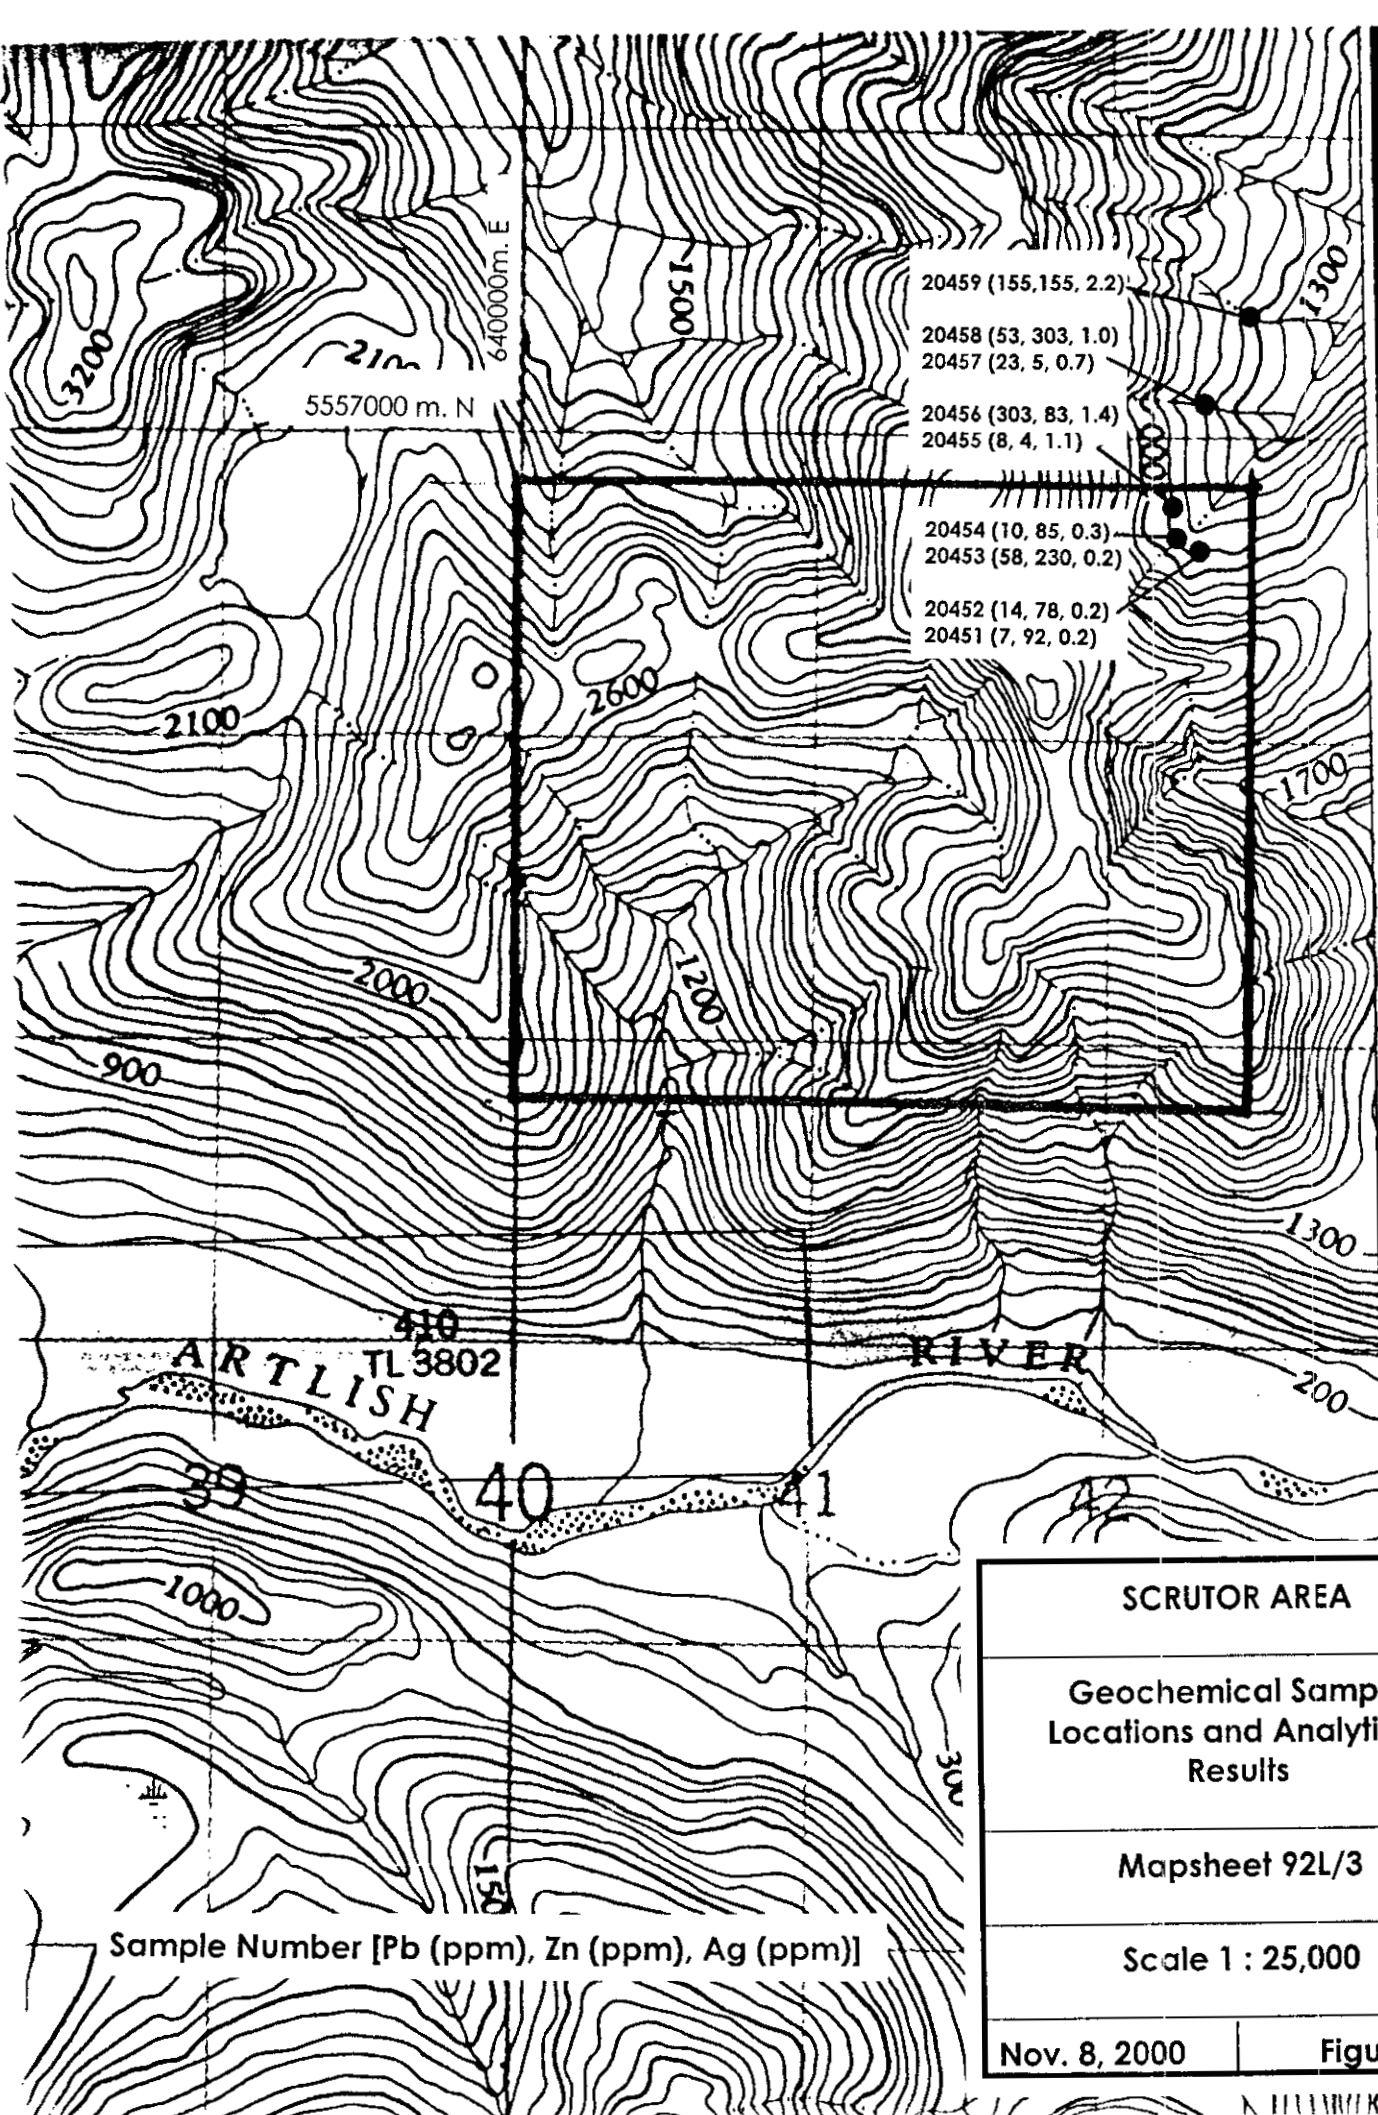 640000m. E
1500
1300
3200
2100
5557000 m. N
20459 (155,155, 2.2)
20458 (53, 303, 1.0)
20457 (23, 5, 0.7)
20456 (303, 83, 1.4)
20455 (8, 4, 1.1)
20454 (10, 85, 0.3)
20453 (58, 230, 0.2)
20452 (14, 78, 0.2)
20451 (7, 92, 0.2)
2600
2100
1700
2000
1200
900
1300
410
TL 3802
ARTLISH RIVER
200
39 40 41 42
1000
300
150
SCRUTOR AREA
Geochemical Samp
Locations and Analyti
Results
Mapsheet 92L/3
Scale 1 : 25,000
Nov. 8, 2000 Figu
Sample Number [Pb (ppm), Zn (ppm), Ag (ppm)]